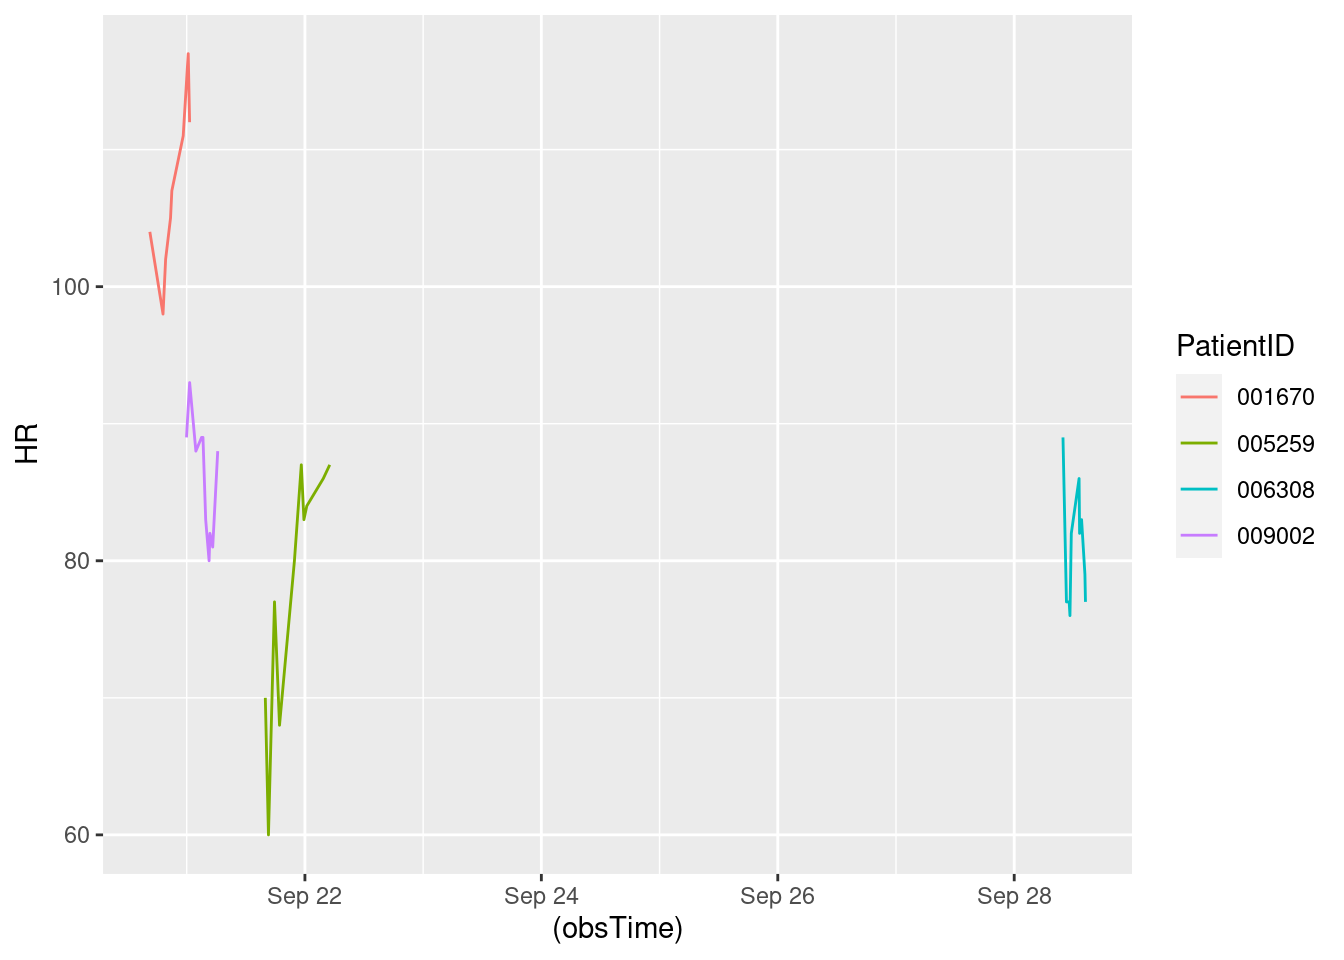 HR
100
80
60
Sep 22
Sep 24
Sep 26
Sep 28
(obsTime)
PatientID
001670
005259
006308
009002